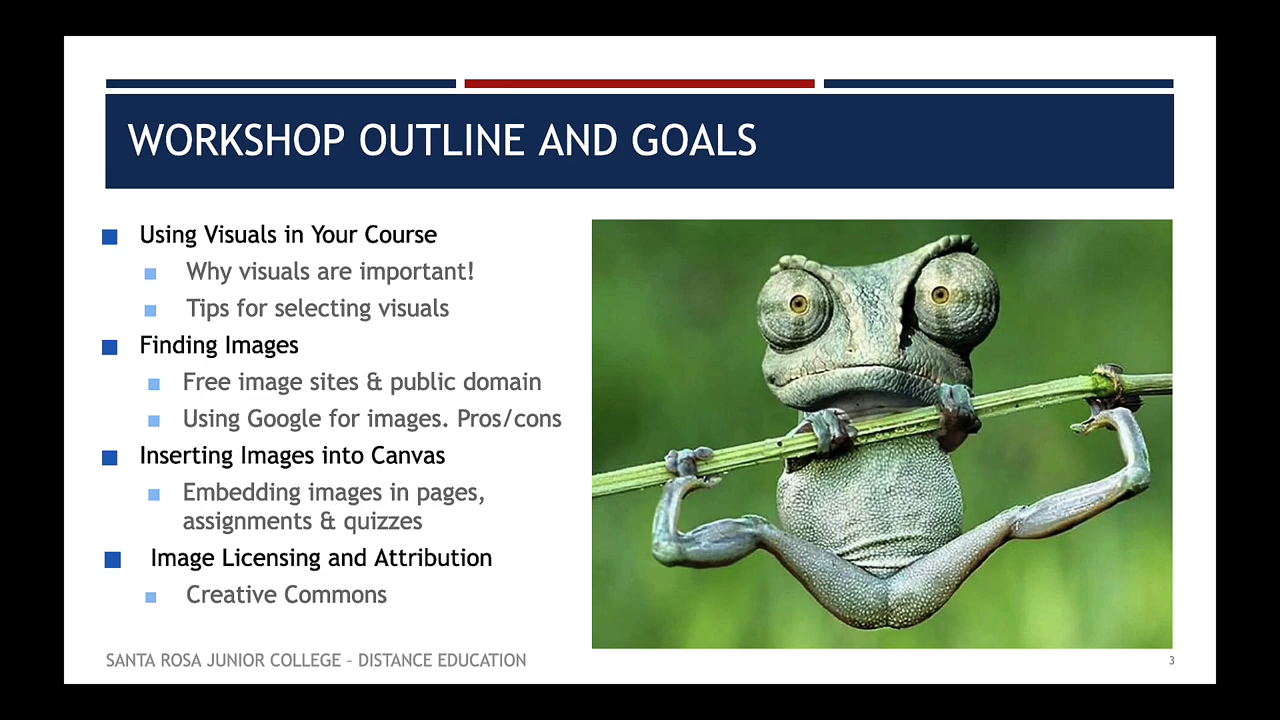 WORKSHOP OUTLINE AND GOALS
Using Visuals in Your Course
Why visuals are important!
Tips for selecting visuals
Finding Images
Free image sites & public domain
Using Google for images. Pros/cons
Inserting Images into Canvas
Embedding images in pages,
assignments & quizzes
Image Licensing and Attribution
Creative Commons
SANTA ROSA JUNIOR COLLEGE – DISTANCE EDUCATION
3